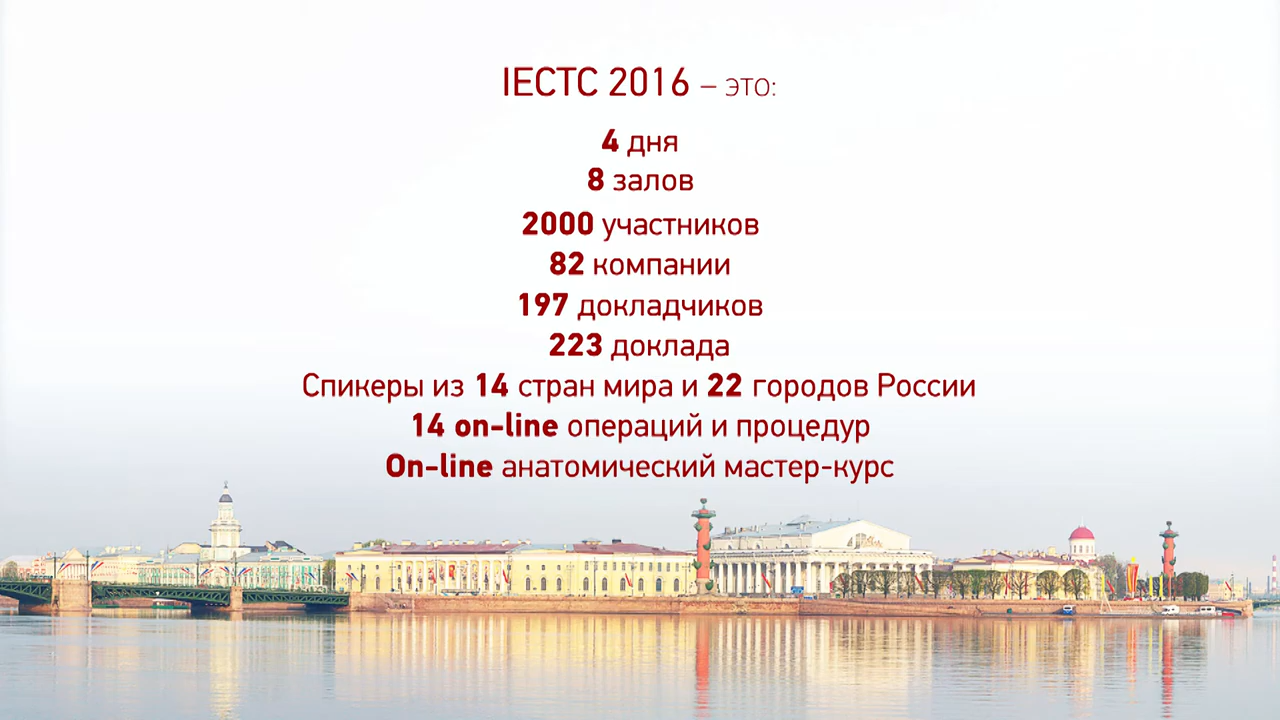 IECTC 2016 – ЭТО:
4 дня
8 залов
2000 участников
82 компании
197 докладчиков
223 доклада
Спикеры из 14 стран мира и 22 городов России
14 on-line операций и процедур
On-line анатомический мастер-курс